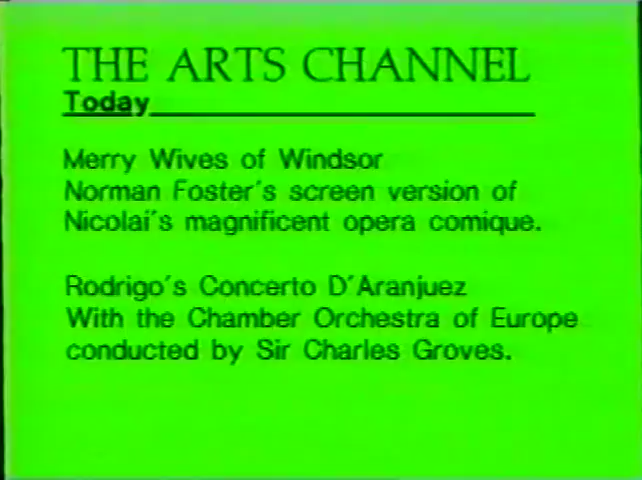 THE ARTS CHANNEL
Today
Merry Wives of Windsor
Norman Foster's screen version of
Nicolai's magnificent opera comique.
Rodrigo's Concerto D'Aranjuez
With the Chamber Orchestra of Europe
conducted by Sir Charles Groves.